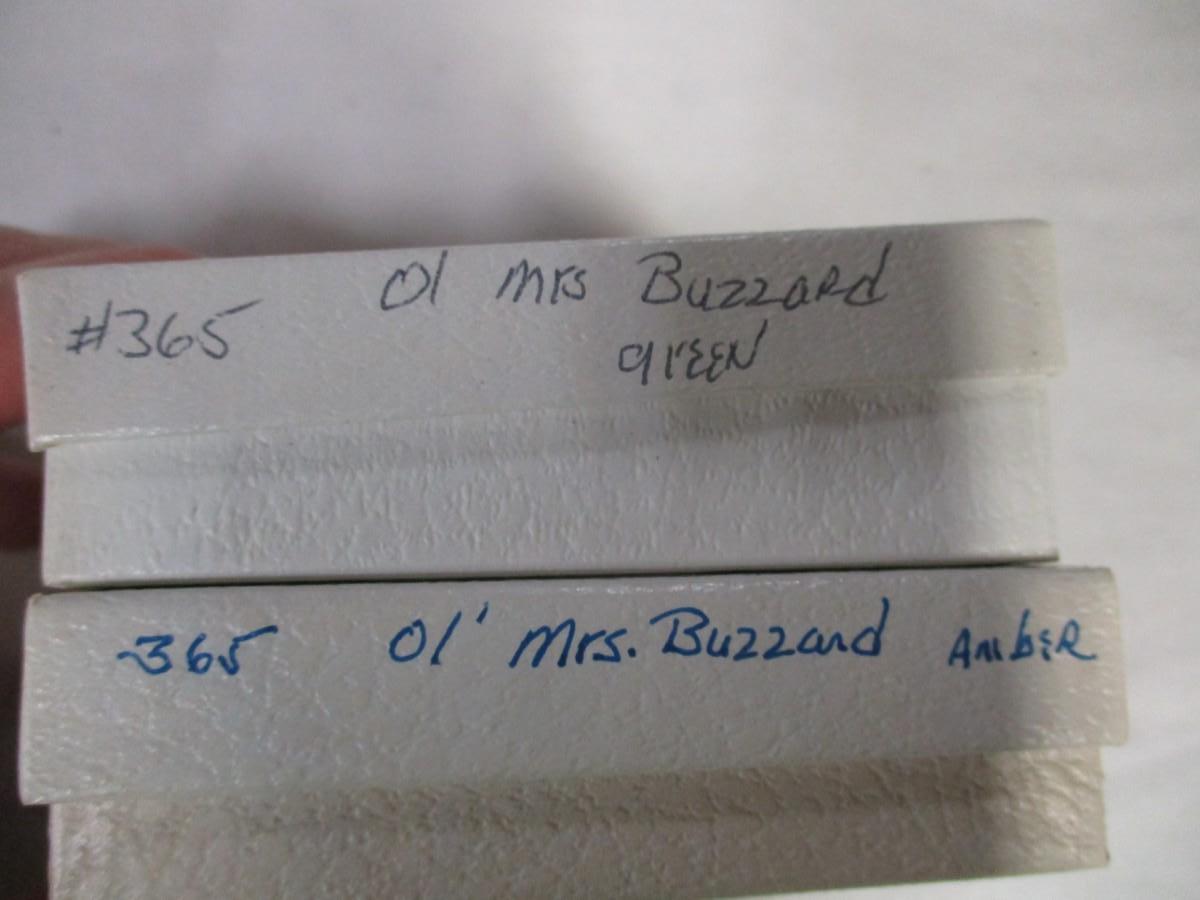 #365 Ol Mrs Buzzard
green
365 Ol' Mrs. Buzzard Amber